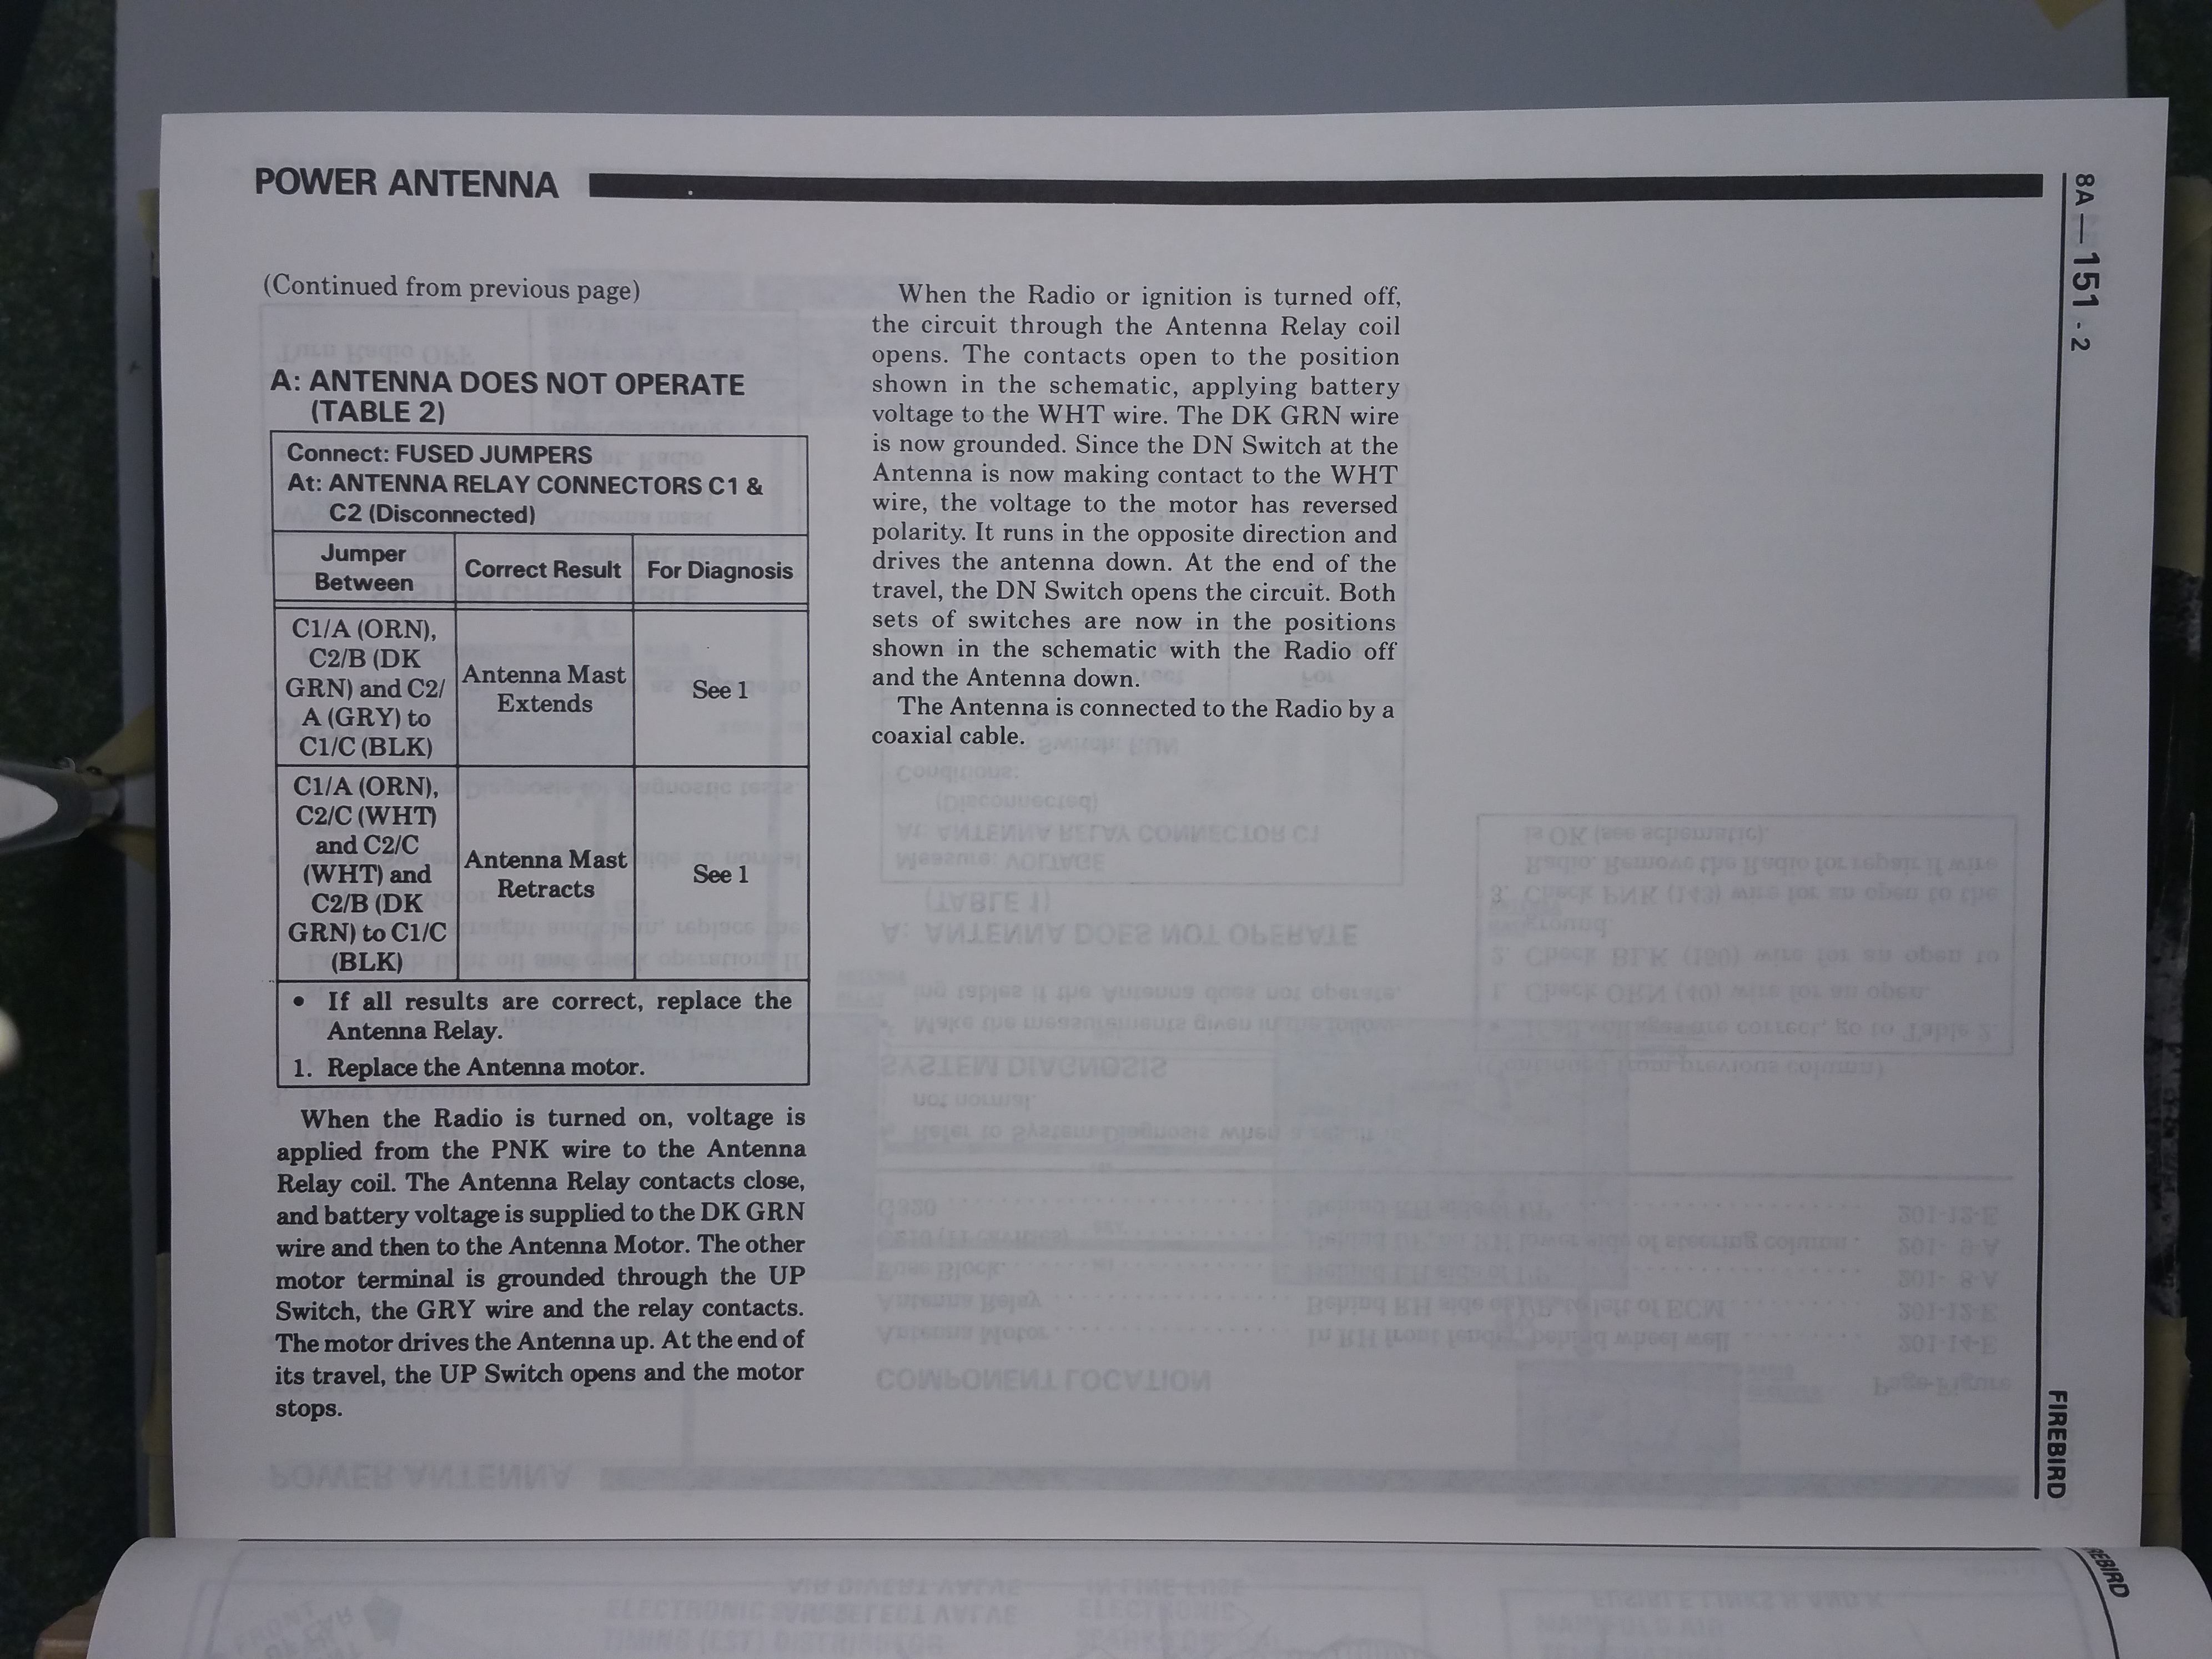 POWER ANTENNA
8A — 151 - 2
(Continued from previous page)
A: ANTENNA DOES NOT OPERATE
(TABLE 2)
Connect: FUSED JUMPERS
At: ANTENNA RELAY CONNECTORS C1 &
C2 (Disconnected)
Jumper
Between
Correct Result
For Diagnosis
C1/A (ORN),
C2/B (DK
GRN) and C2/
A (GRY) to
C1/C (BLK)
Antenna Mast
Extends
See 1
C1/A (ORN),
C2/C (WHT)
and C2/C
(WHT) and
C2/B (DK
GRN) to C1/C
(BLK)
Antenna Mast
Retracts
See 1
• If all results are correct, replace the
Antenna Relay.
1. Replace the Antenna motor.
When the Radio is turned on, voltage is
applied from the PNK wire to the Antenna
Relay coil. The Antenna Relay contacts close,
and battery voltage is supplied to the DK GRN
wire and then to the Antenna Motor. The other
motor terminal is grounded through the UP
Switch, the GRY wire and the relay contacts.
The motor drives the Antenna up. At the end of
its travel, the UP Switch opens and the motor
stops.
When the Radio or ignition is turned off,
the circuit through the Antenna Relay coil
opens. The contacts open to the position
shown in the schematic, applying battery
voltage to the WHT wire. The DK GRN wire
is now grounded. Since the DN Switch at the
Antenna is now making contact to the WHT
wire, the voltage to the motor has reversed
polarity. It runs in the opposite direction and
drives the antenna down. At the end of the
travel, the DN Switch opens the circuit. Both
sets of switches are now in the positions
shown in the schematic with the Radio off
and the Antenna down.
The Antenna is connected to the Radio by a
coaxial cable.
FIREBIRD